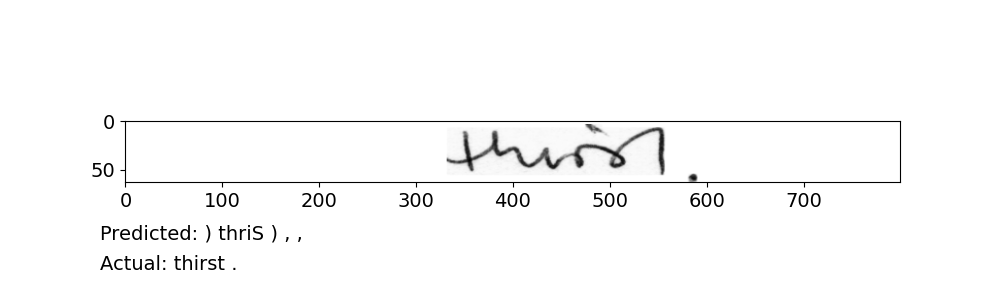 0
thirst.
50
0 100 200 300 400 500 600 700
Predicted: ) thriS ) , ,
Actual: thirst .